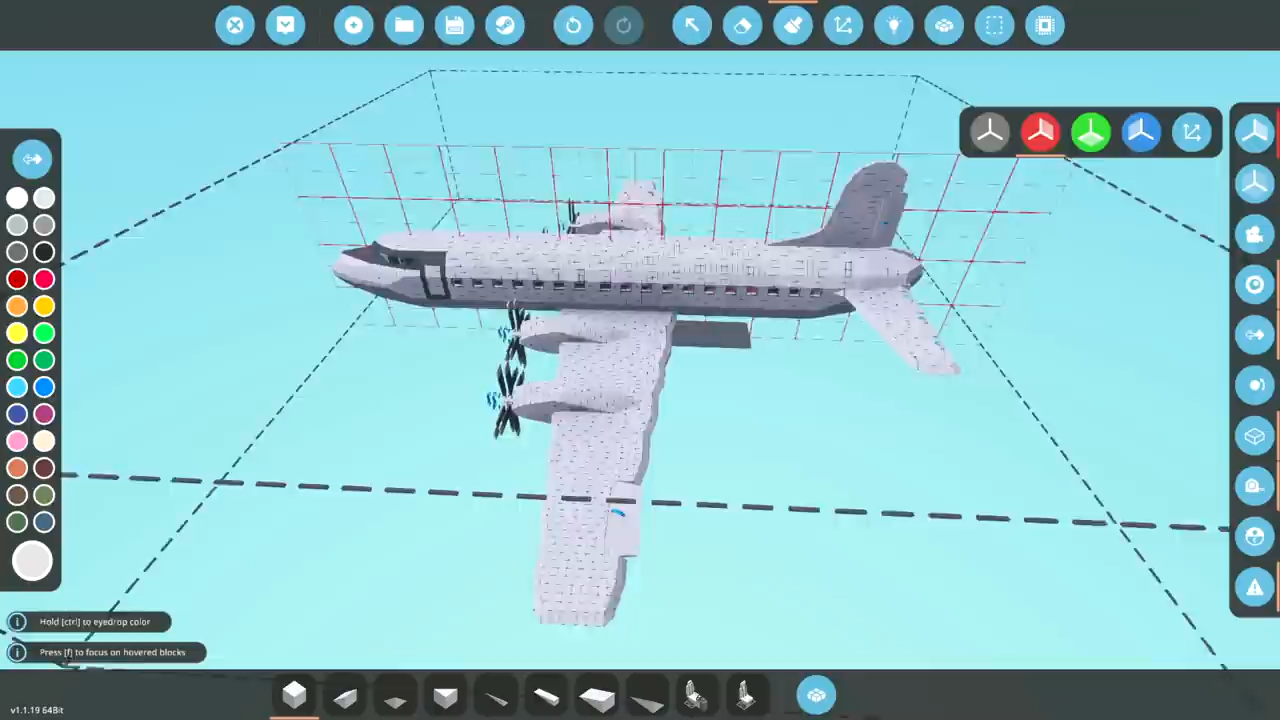 Hold [ctrl] to eyedrop color
Press [f] to focus on hovered blocks
v1.1.19 64Bit